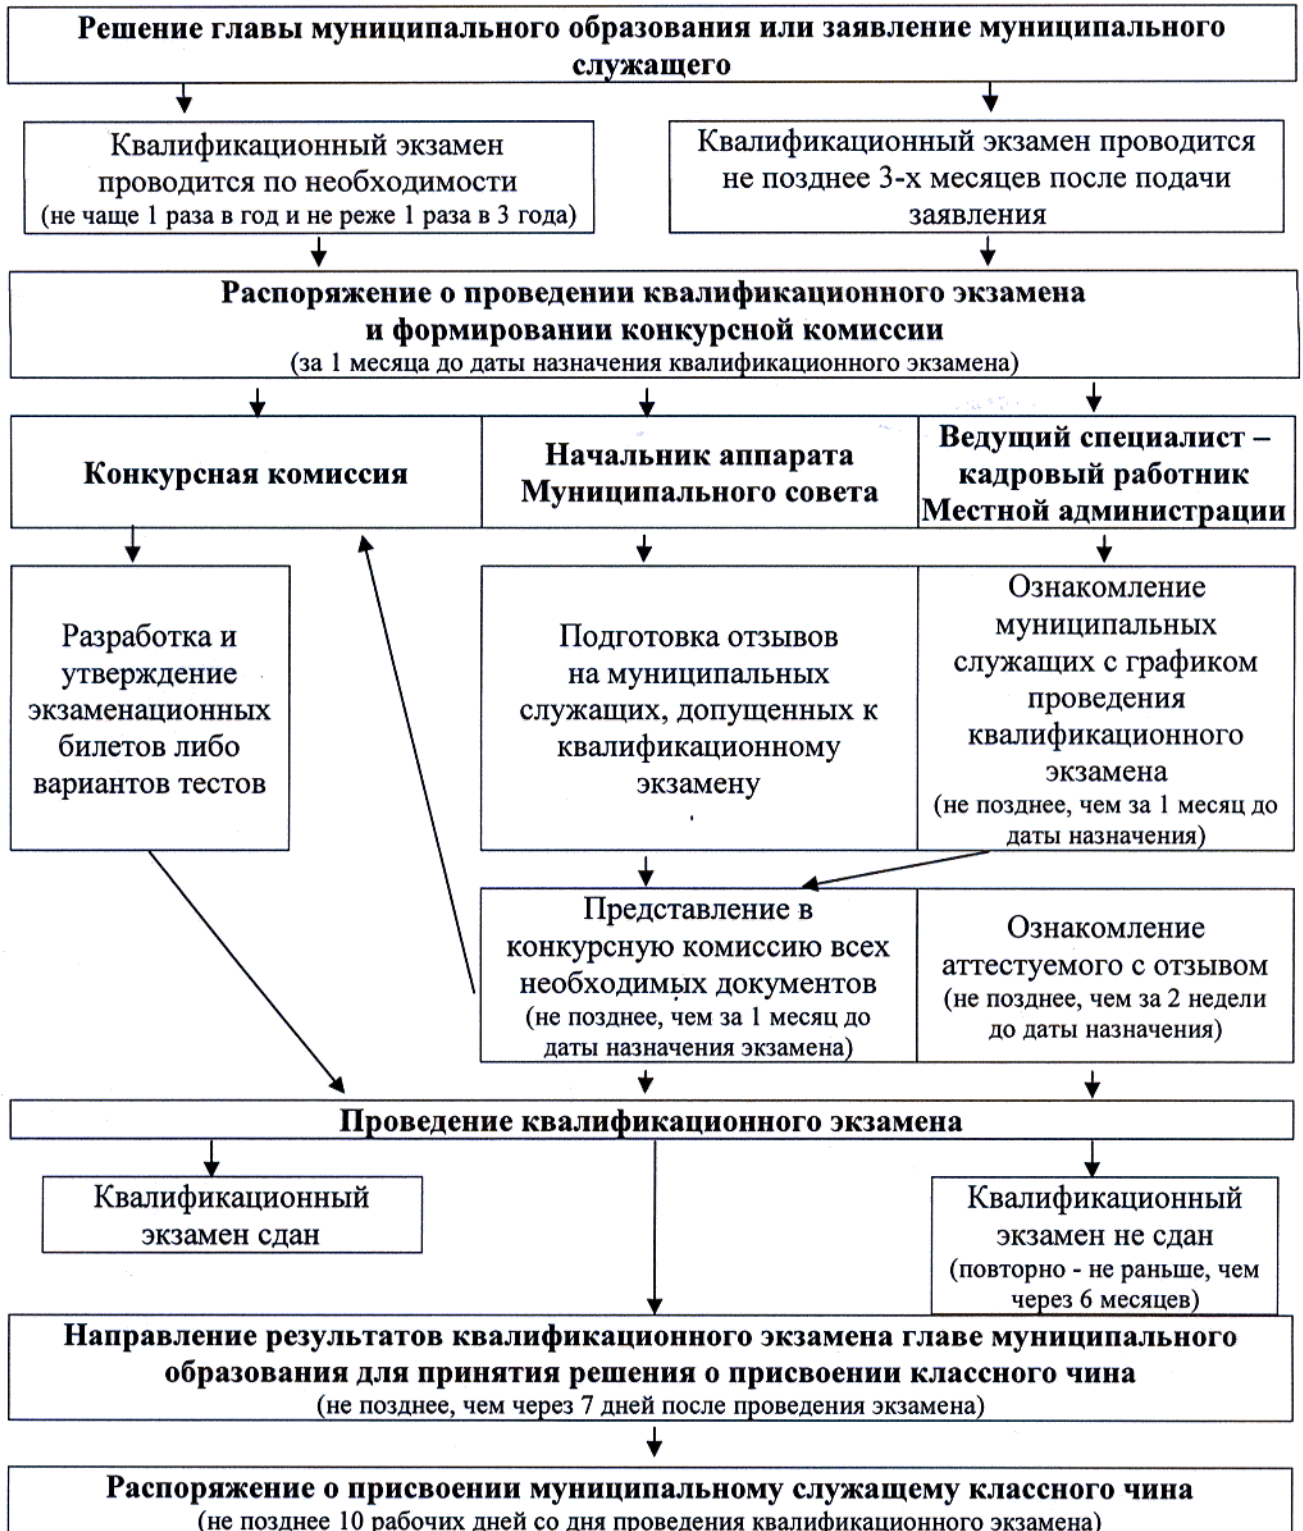 Решение главы муниципального образования или заявление муниципального
служащего
Квалификационный экзамен
проводится по необходимости
(не чаще 1 раза в год и не реже 1 раза в 3 года)
Квалификационный экзамен проводится
не позднее 3-х месяцев после подачи
заявления
Распоряжение о проведении квалификационного экзамена
и формировании конкурсной комиссии
(за 1 месяца до даты назначения квалификационного экзамена)
Конкурсная комиссия
Начальник аппарата
Муниципального совета
Ведущий специалист –
кадровый работник
Местной администрации
Разработка и
утверждение
экзаменационных
билетов либо
вариантов тестов
Подготовка отзывов
на муниципальных
служащих, допущенных к
квалификационному
экзамену
Ознакомление
муниципальных
служащих с графиком
проведения
квалификационного
экзамена
(не позднее, чем за 1 месяц до
даты назначения)
Представление в
конкурсную комиссию всех
необходимых документов
(не позднее, чем за 1 месяц до
даты назначения экзамена)
Ознакомление
аттестуемого с отзывом
(не позднее, чем за 2 недели
до даты назначения)
Проведение квалификационного экзамена
Квалификационный
экзамен сдан
Квалификационный
экзамен не сдан
(повторно - не раньше, чем
через 6 месяцев)
Направление результатов квалификационного экзамена главе муниципального
образования для принятия решения о присвоении классного чина
(не позднее, чем через 7 дней после проведения экзамена)
Распоряжение о присвоении муниципальному служащему классного чина
(не позднее 10 рабочих дней со дня проведения квалификационного экзамена)